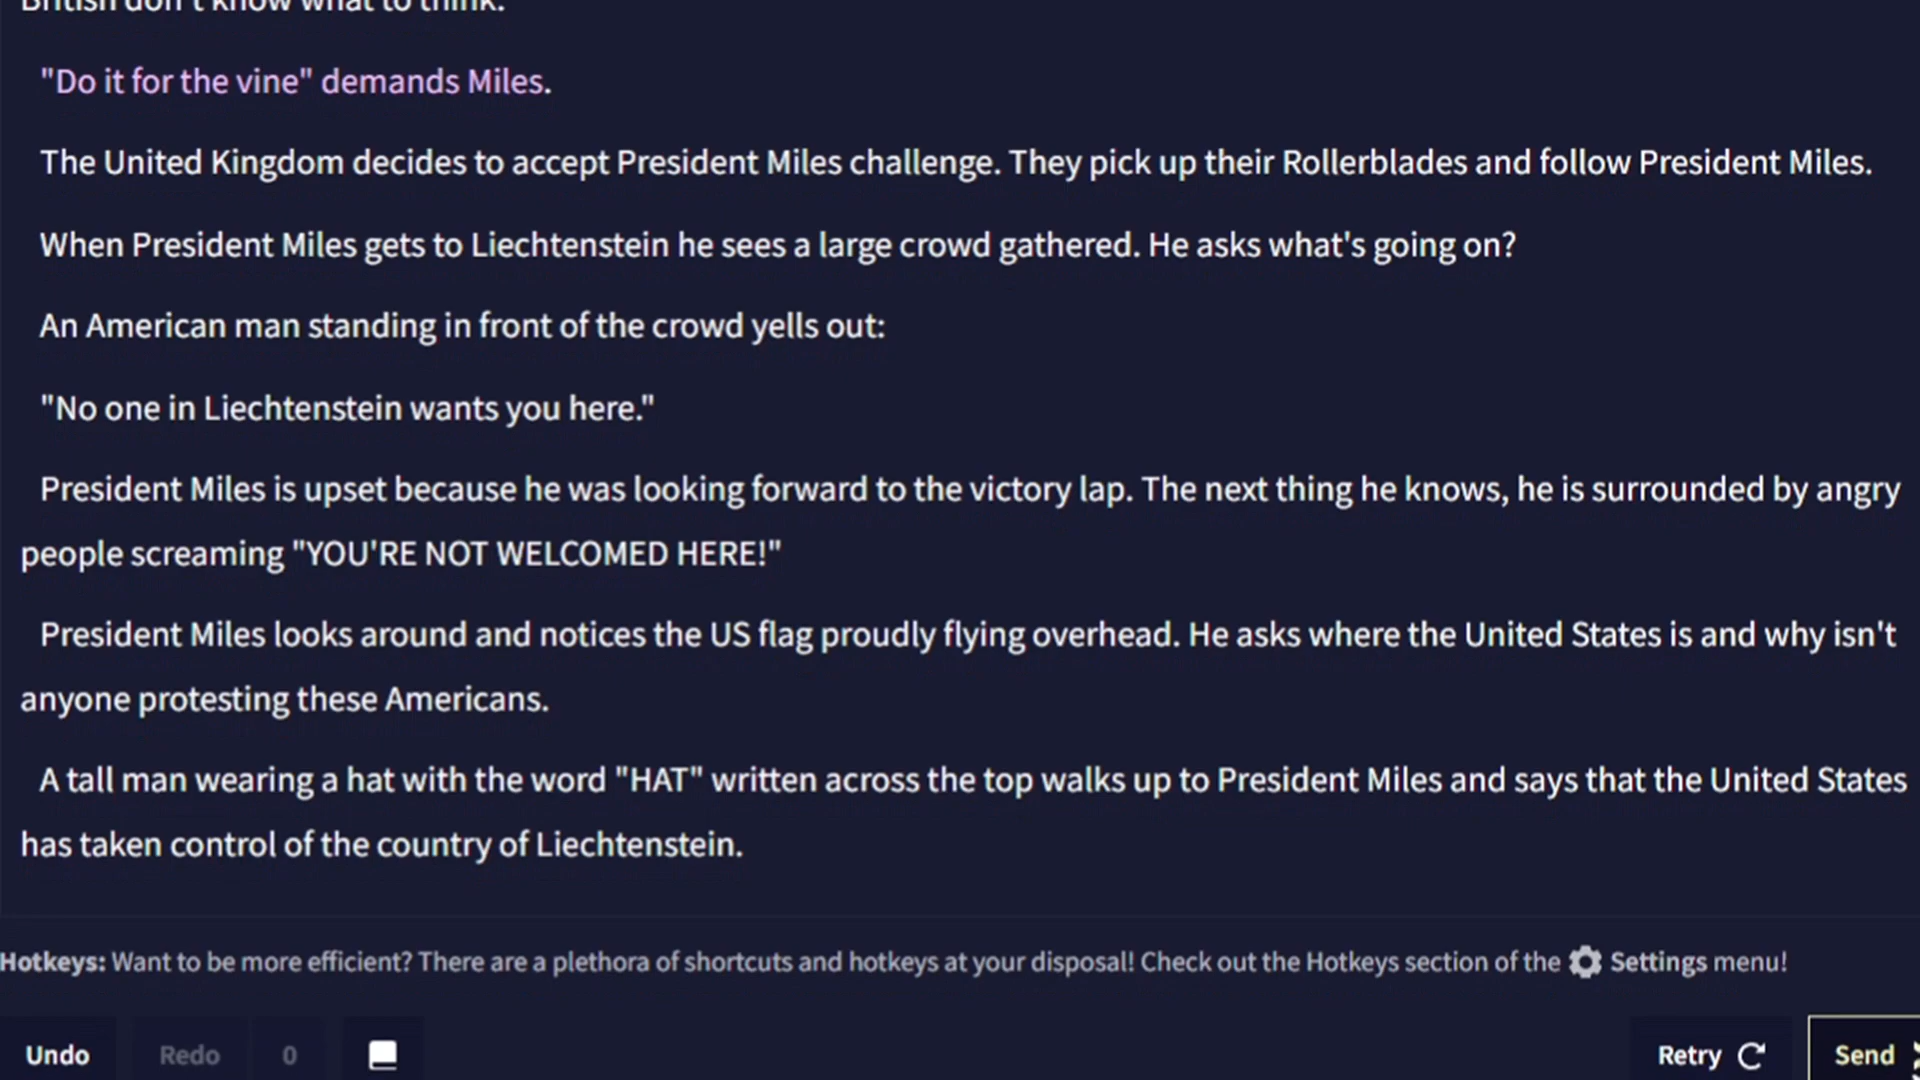 British don't know what to think.
"Do it for the vine" demands Miles.
The United Kingdom decides to accept President Miles challenge. They pick up their Rollerblades and follow President Miles.
When President Miles gets to Liechtenstein he sees a large crowd gathered. He asks what's going on?
An American man standing in front of the crowd yells out:
"No one in Liechtenstein wants you here."
President Miles is upset because he was looking forward to the victory lap. The next thing he knows, he is surrounded by angry
people screaming "YOU'RE NOT WELCOMED HERE!"
President Miles looks around and notices the US flag proudly flying overhead. He asks where the United States is and why isn't
anyone protesting these Americans.
A tall man wearing a hat with the word "HAT" written across the top walks up to President Miles and says that the United States
has taken control of the country of Liechtenstein.
Hotkeys: Want to be more efficient? There are a plethora of shortcuts and hotkeys at your disposal! Check out the Hotkeys section of the Settings menu!
Undo Redo 0 Retry Send